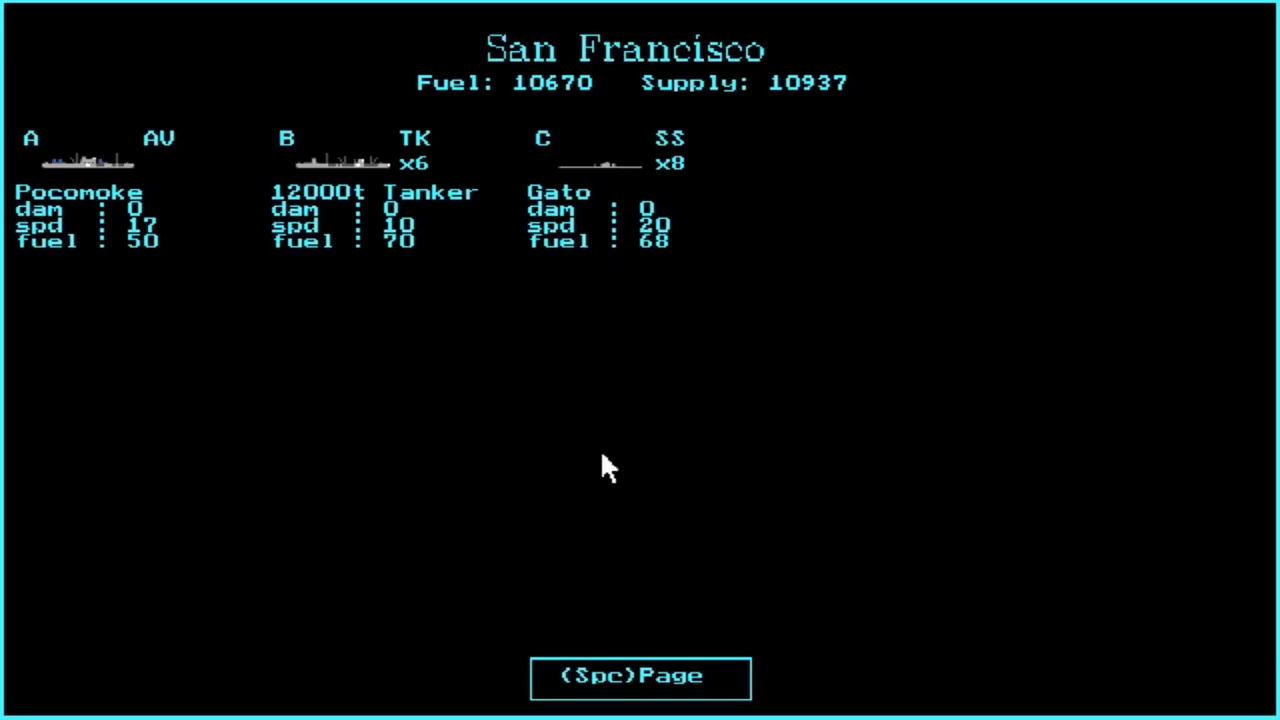 San Francisco
Fuel: 10670 Supply: 10937
A AV B TK C SS
x6 x8
Pocomoke 12000t Tanker Gato
dam : 0 dam : 0 dam : 0
spd : 17 spd : 10 spd : 20
fuel : 50 fuel : 70 fuel : 68
(Spc)Page